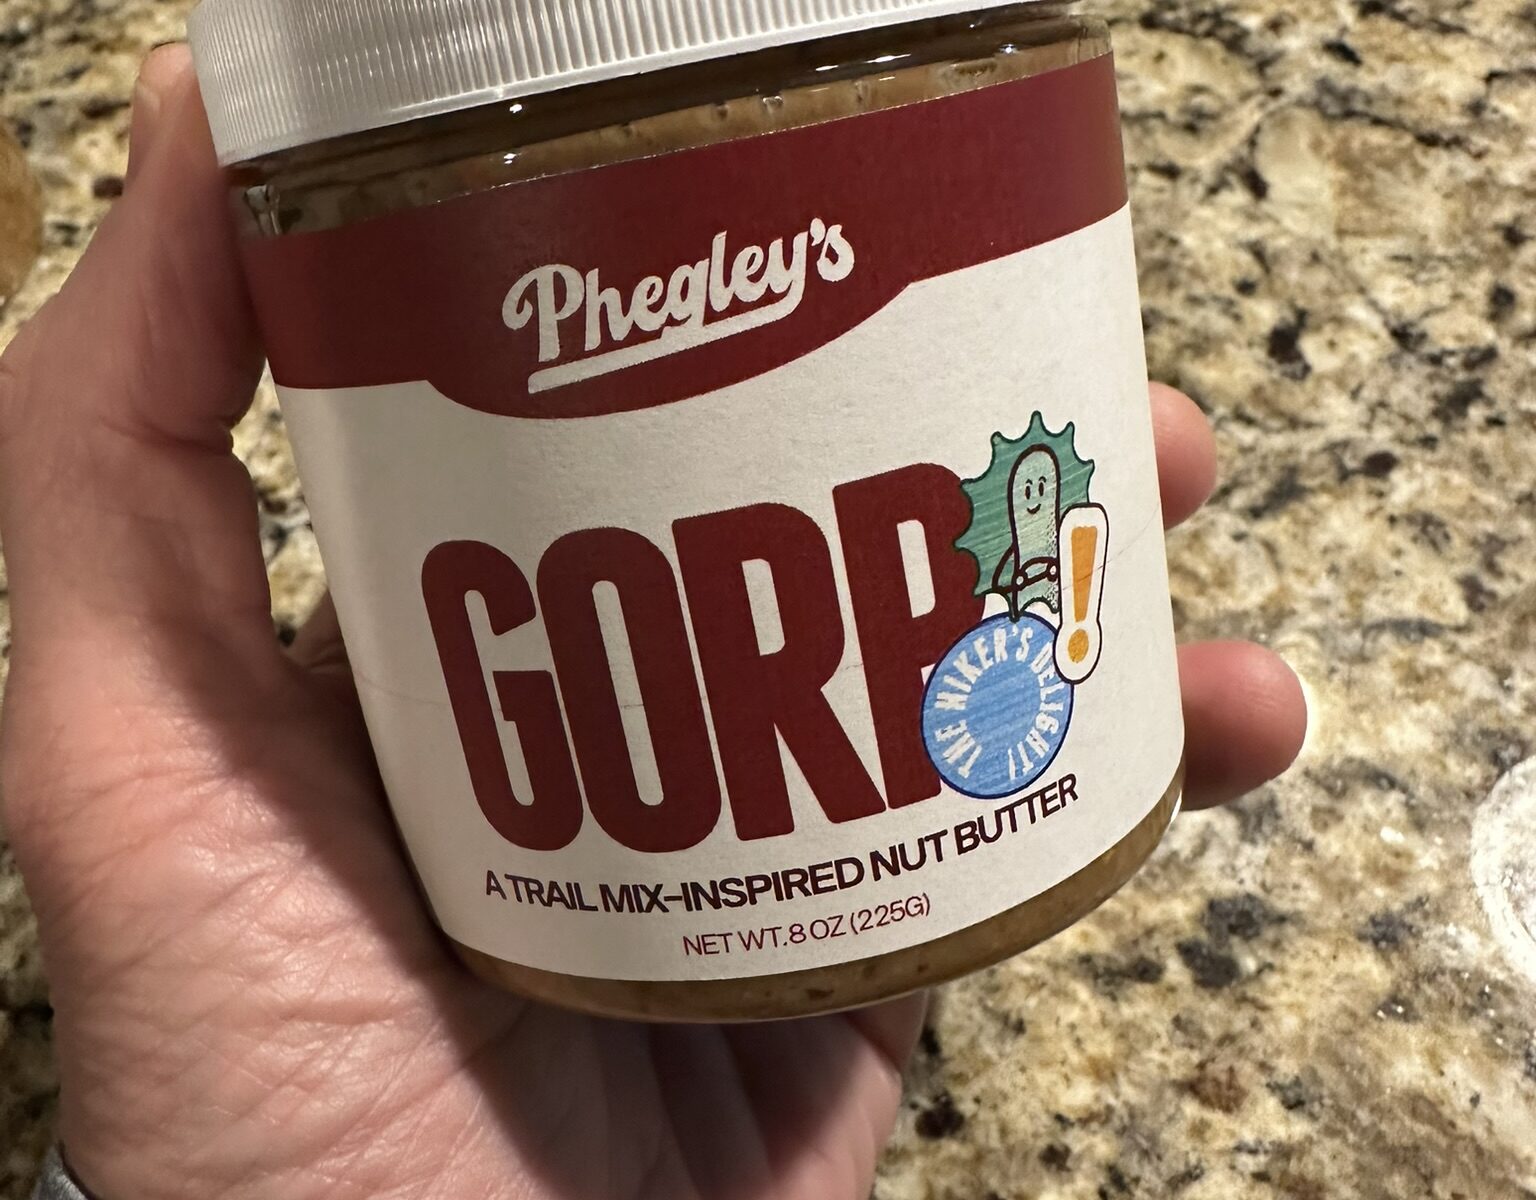 Phegley's
GORP!
THE HIKER'S DELIGHT!
A TRAIL MIX-INSPIRED NUT BUTTER
NET WT.8 OZ (225G)